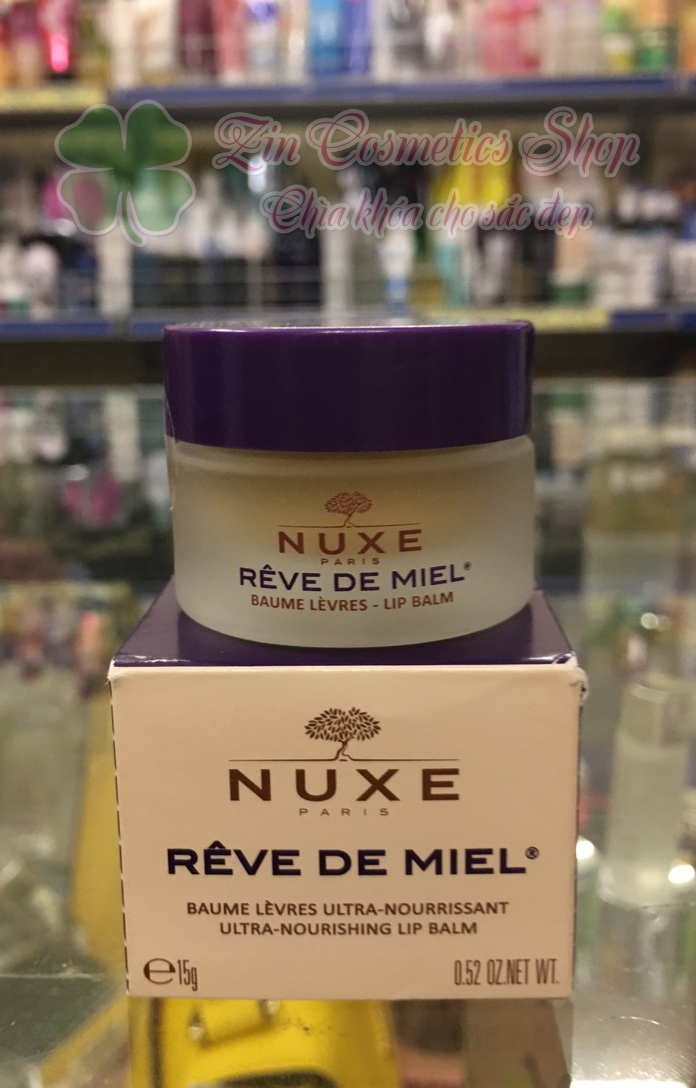 Zin Cosmetics Shop
Chìa khóa cho sắc đẹp
NUXE
PARIS
RÊVE DE MIEL®
BAUME LÈVRES - LIP BALM
NUXE
PARIS
RÊVE DE MIEL®
BAUME LÈVRES ULTRA-NOURRISSANT
ULTRA-NOURISHING LIP BALM
℮15g 0.52 OZ.NET WT.